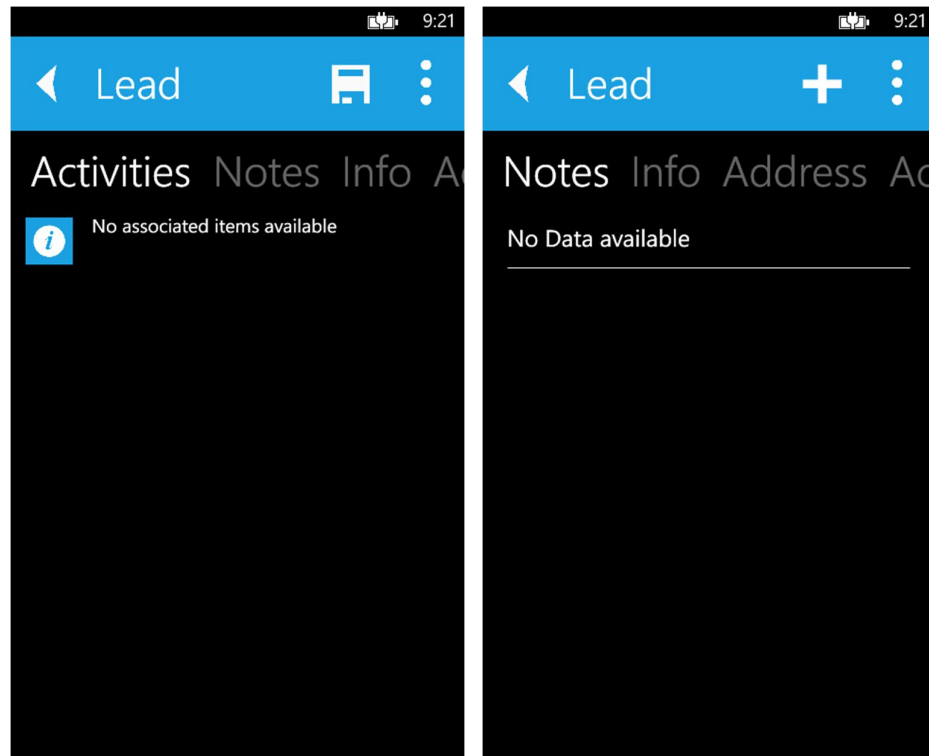 9:21
Lead
Activities Notes Info A
No associated items available
9:21
Lead
Notes Info Address Ac
No Data available